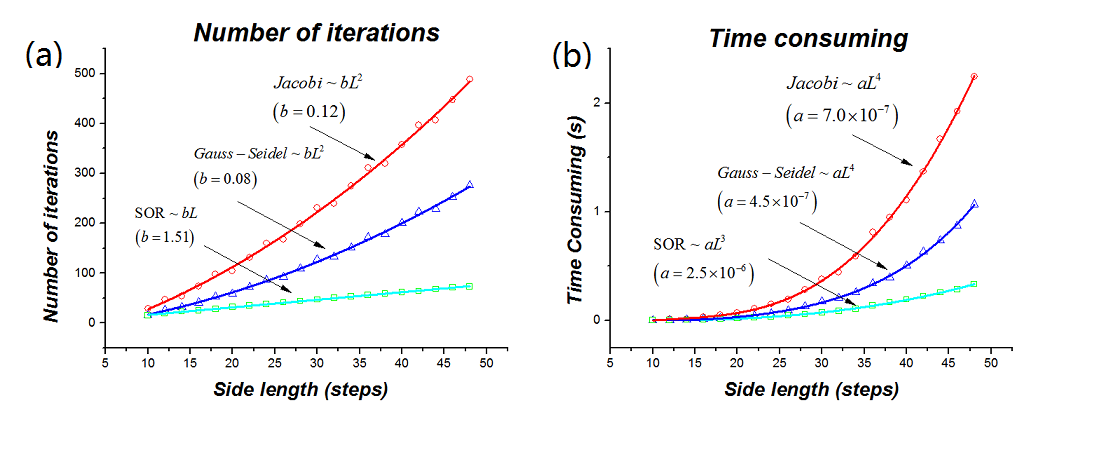 (a)
Number of iterations
Number of iterations
500
400
300
200
100
0
Jacobi ~ bL²
(b = 0.12)
Gauss – Seidel ~ bL²
(b = 0.08)
SOR ~ bL
(b = 1.51)
5 10 15 20 25 30 35 40 45 50
Side length (steps)
(b)
Time consuming
Time Consuming (s)
2
1
0
Jacobi ~ aL⁴
(a = 7.0×10⁻⁷)
Gauss – Seidel ~ aL⁴
(a = 4.5×10⁻⁷)
SOR ~ aL³
(a = 2.5×10⁻⁶)
5 10 15 20 25 30 35 40 45 50
Side length (steps)